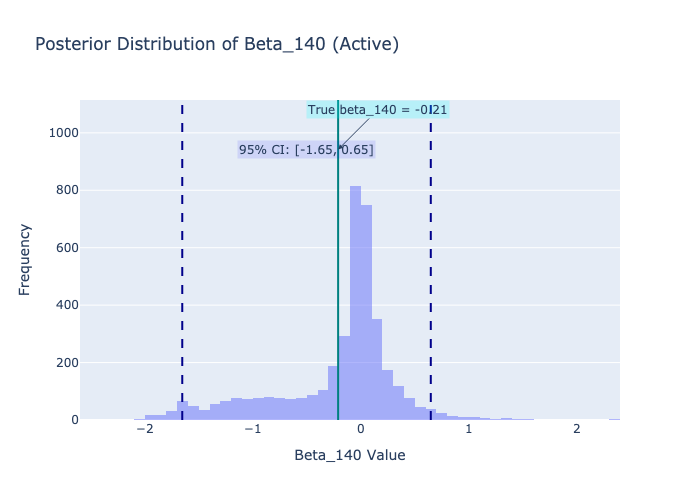 Posterior Distribution of Beta_140 (Active)
True beta_140 = -0.21
95% CI: [-1.65, 0.65]
1000
800
600
400
200
0
Frequency
−2
−1
0
1
2
Beta_140 Value